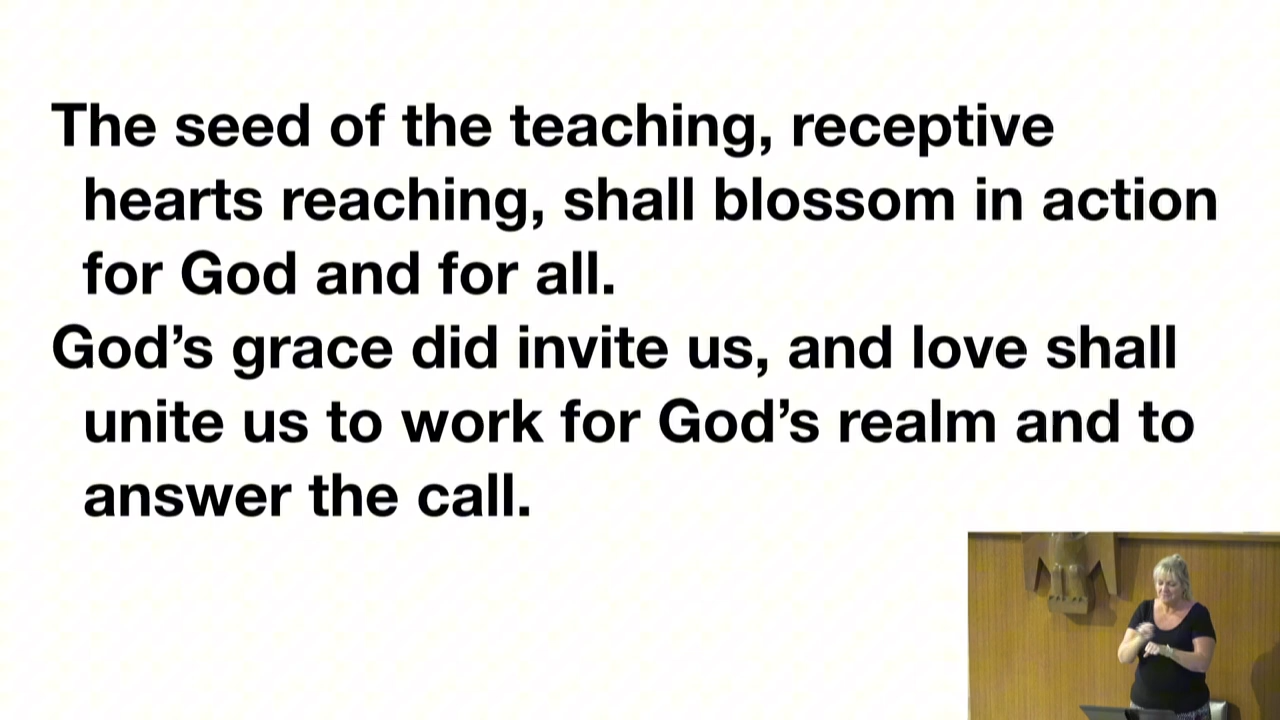 The seed of the teaching, receptive
hearts reaching, shall blossom in action
for God and for all.
God’s grace did invite us, and love shall
unite us to work for God’s realm and to
answer the call.